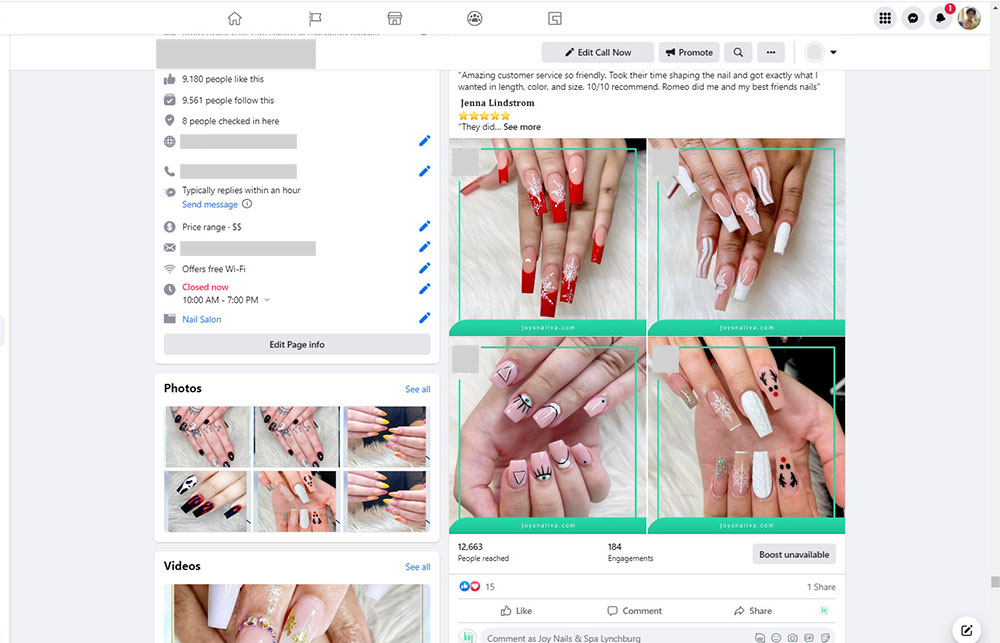 1
Edit Call Now
Promote
9,180 people like this
9,561 people follow this
8 people checked in here
Typically replies within an hour
Send message
Price range · $$
Offers free Wi-Fi
Closed now
10:00 AM - 7:00 PM
Nail Salon
Edit Page info
Photos
See all
Videos
See all
"Amazing customer service so friendly. Took their time shaping the nail and got exactly what I
wanted in length, color, and size. 10/10 recommend. Romeo did me and my best friends nails"
Jenna Lindstrom
"They did... See more
joysnailva.com
joysnailva.com
joysnailva.com
joysnailva.com
12,663
People reached
184
Engagements
Boost unavailable
15
1 Share
Like
Comment
Share
Comment as Joy Nails & Spa Lynchburg